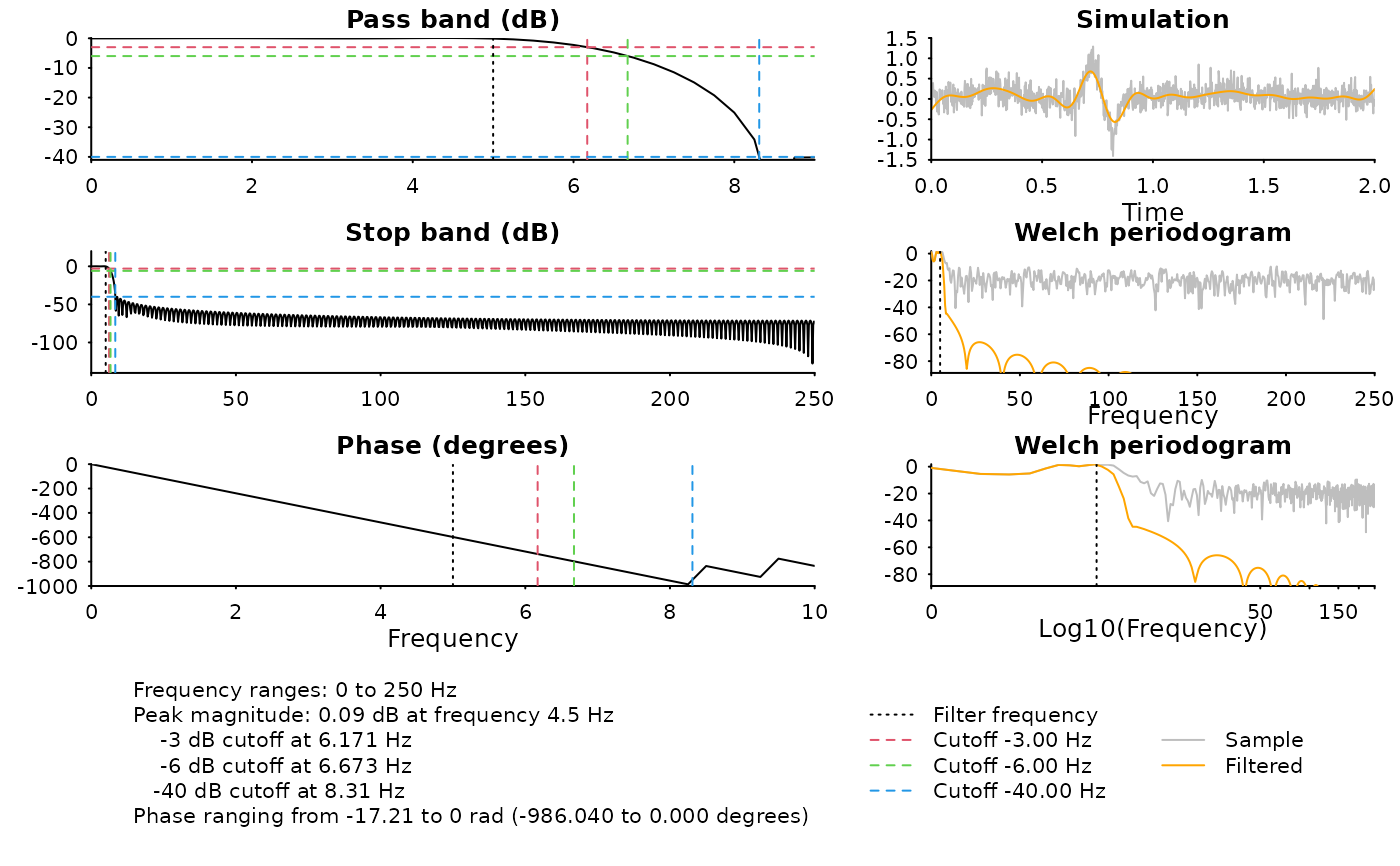 Pass band (dB)
0
-10
-20
-30
-40
0 2 4 6 8
Simulation
1.5
1.0
0.5
0.0
-0.5
-1.0
-1.5
0.0 0.5 1.0 1.5 2.0
Time
Stop band (dB)
0
-50
-100
0 50 100 150 200 250
Welch periodogram
0
-20
-40
-60
-80
0 50 100 150 200 250
Frequency
Phase (degrees)
0
-200
-400
-600
-800
-1000
0 2 4 6 8 10
Frequency
Welch periodogram
0
-20
-40
-60
-80
0 50 150
Log10(Frequency)
Frequency ranges: 0 to 250 Hz
Peak magnitude: 0.09 dB at frequency 4.5 Hz
-3 dB cutoff at 6.171 Hz
-6 dB cutoff at 6.673 Hz
-40 dB cutoff at 8.31 Hz
Phase ranging from -17.21 to 0 rad (-986.040 to 0.000 degrees)
Filter frequency
Cutoff -3.00 Hz
Cutoff -6.00 Hz
Cutoff -40.00 Hz
Sample
Filtered